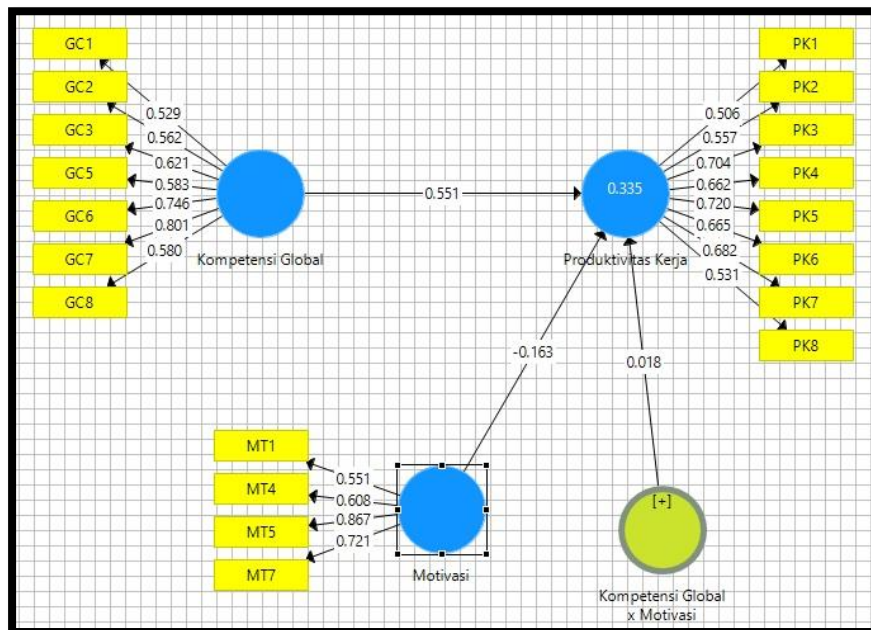 GC1
GC2
GC3
GC5
GC6
GC7
GC8
0.529
0.562
0.621
0.583
0.746
0.801
0.580
Kompetensi Global
0.551
0.335
Produktivitas Kerja
0.506
0.557
0.704
0.662
0.720
0.665
0.682
0.531
PK1
PK2
PK3
PK4
PK5
PK6
PK7
PK8
-0.163
0.018
MT1
MT4
MT5
MT7
0.551
0.608
0.867
0.721
Motivasi
[+]
Kompetensi Global
x Motivasi